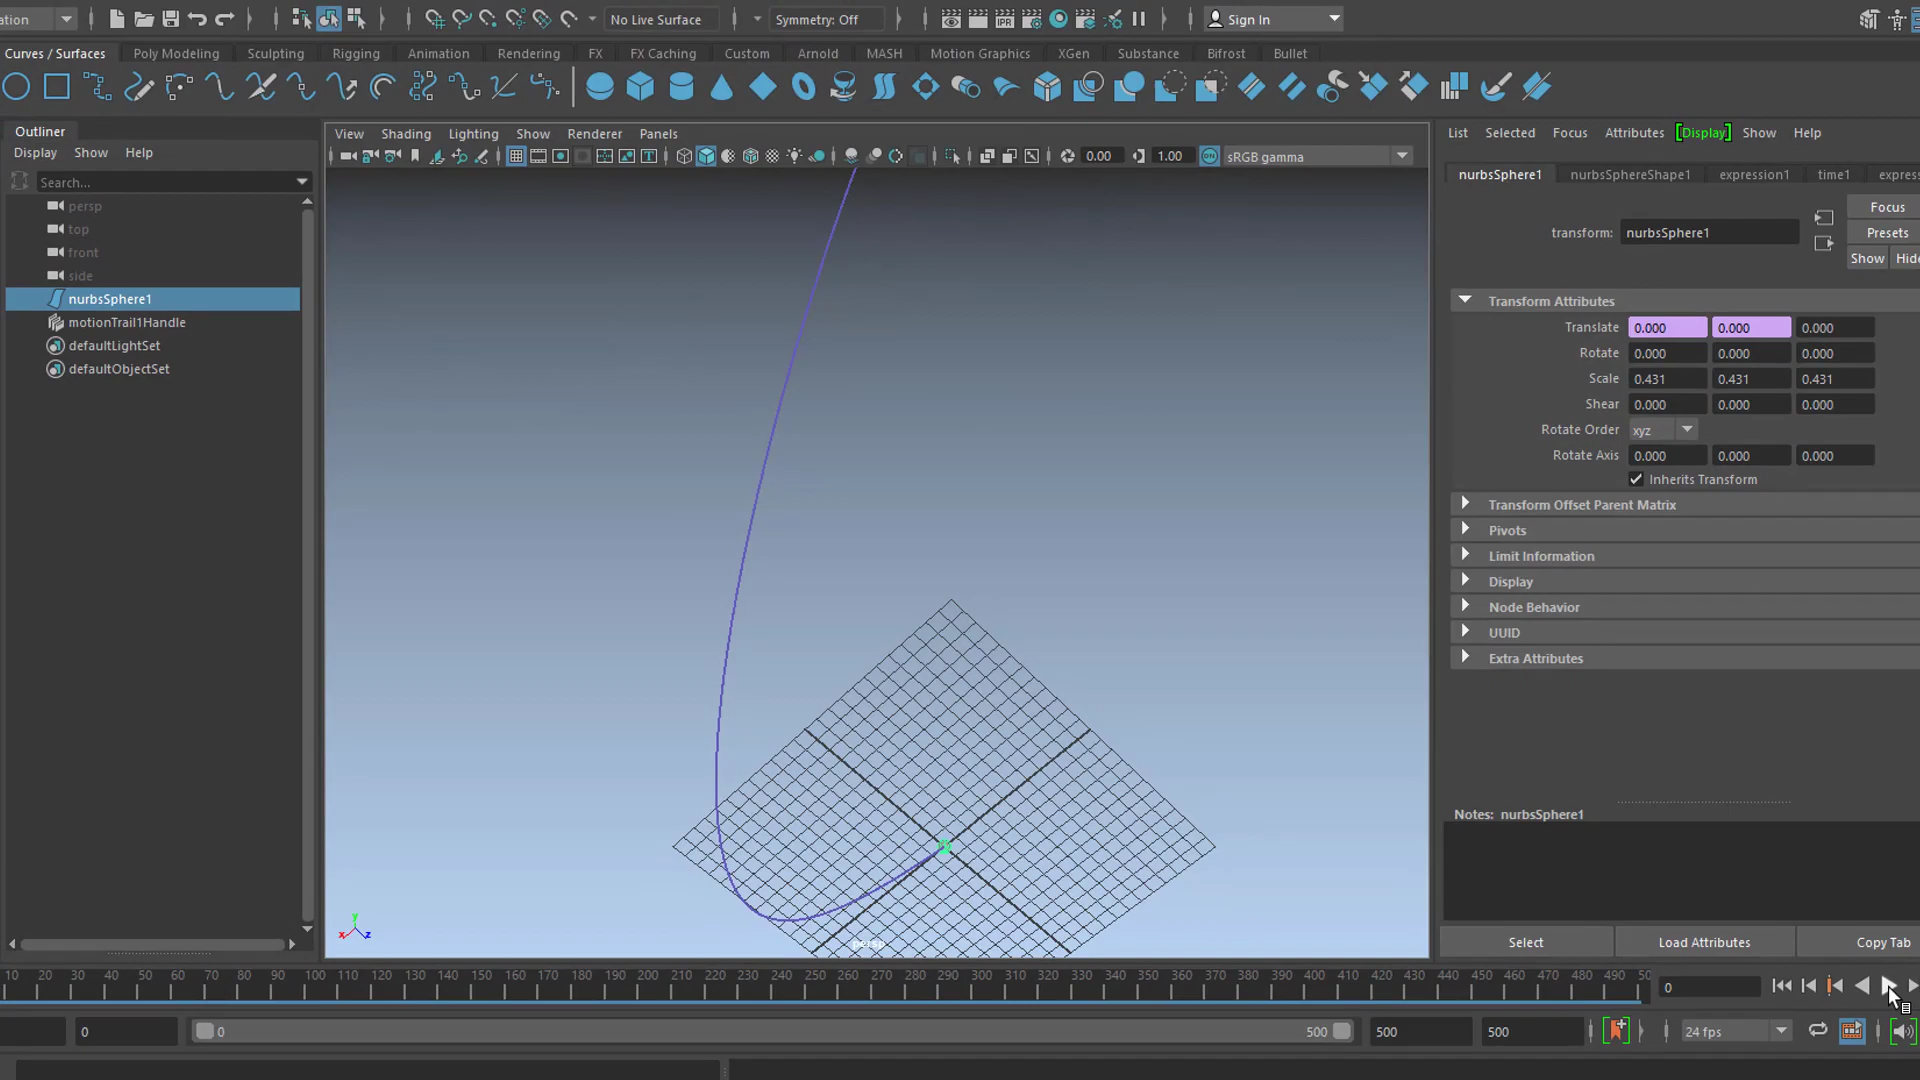 ation No Live Surface Symmetry: Off IPR Sign In
Curves / Surfaces Poly Modeling Sculpting Rigging Animation Rendering FX FX Caching Custom Arnold MASH Motion Graphics XGen Substance Bifrost Bullet
Outliner
Display Show Help
Search...
persp
top
front
side
nurbsSphere1
motionTrail1Handle
defaultLightSet
defaultObjectSet
View Shading Lighting Show Renderer Panels
0.00 1.00 ON sRGB gamma
y
x z
persp
List Selected Focus Attributes [Display] Show Help
nurbsSphere1 nurbsSphereShape1 expression1 time1 express
Focus
transform: nurbsSphere1 Presets
Show Hide
Transform Attributes
Translate 0.000 0.000 0.000
Rotate 0.000 0.000 0.000
Scale 0.431 0.431 0.431
Shear 0.000 0.000 0.000
Rotate Order xyz
Rotate Axis 0.000 0.000 0.000
Inherits Transform
Transform Offset Parent Matrix
Pivots
Limit Information
Display
Node Behavior
UUID
Extra Attributes
Notes: nurbsSphere1
Select Load Attributes Copy Tab
10 20 30 40 50 60 70 80 90 100 110 120 130 140 150 160 170 180 190 200 210 220 230 240 250 260 270 280 290 300 310 320 330 340 350 360 370 380 390 400 410 420 430 440 450 460 470 480 490 50 0
0 0 500 500 500 24 fps